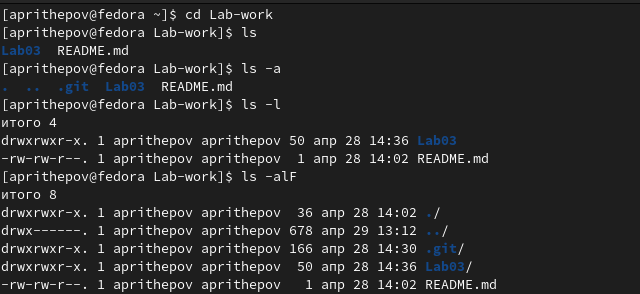 [aprithepov@fedora ~]$ cd Lab-work
[aprithepov@fedora Lab-work]$ ls
Lab03  README.md
[aprithepov@fedora Lab-work]$ ls -a
.  ..  .git  Lab03  README.md
[aprithepov@fedora Lab-work]$ ls -l
итого 4
drwxrwxr-x. 1 aprithepov aprithepov 50 апр 28 14:36 Lab03
-rw-rw-r--. 1 aprithepov aprithepov  1 апр 28 14:02 README.md
[aprithepov@fedora Lab-work]$ ls -alF
итого 8
drwxrwxr-x. 1 aprithepov aprithepov  36 апр 28 14:02 ./
drwx------. 1 aprithepov aprithepov 678 апр 29 13:12 ../
drwxrwxr-x. 1 aprithepov aprithepov 166 апр 28 14:30 .git/
drwxrwxr-x. 1 aprithepov aprithepov  50 апр 28 14:36 Lab03/
-rw-rw-r--. 1 aprithepov aprithepov   1 апр 28 14:02 README.md